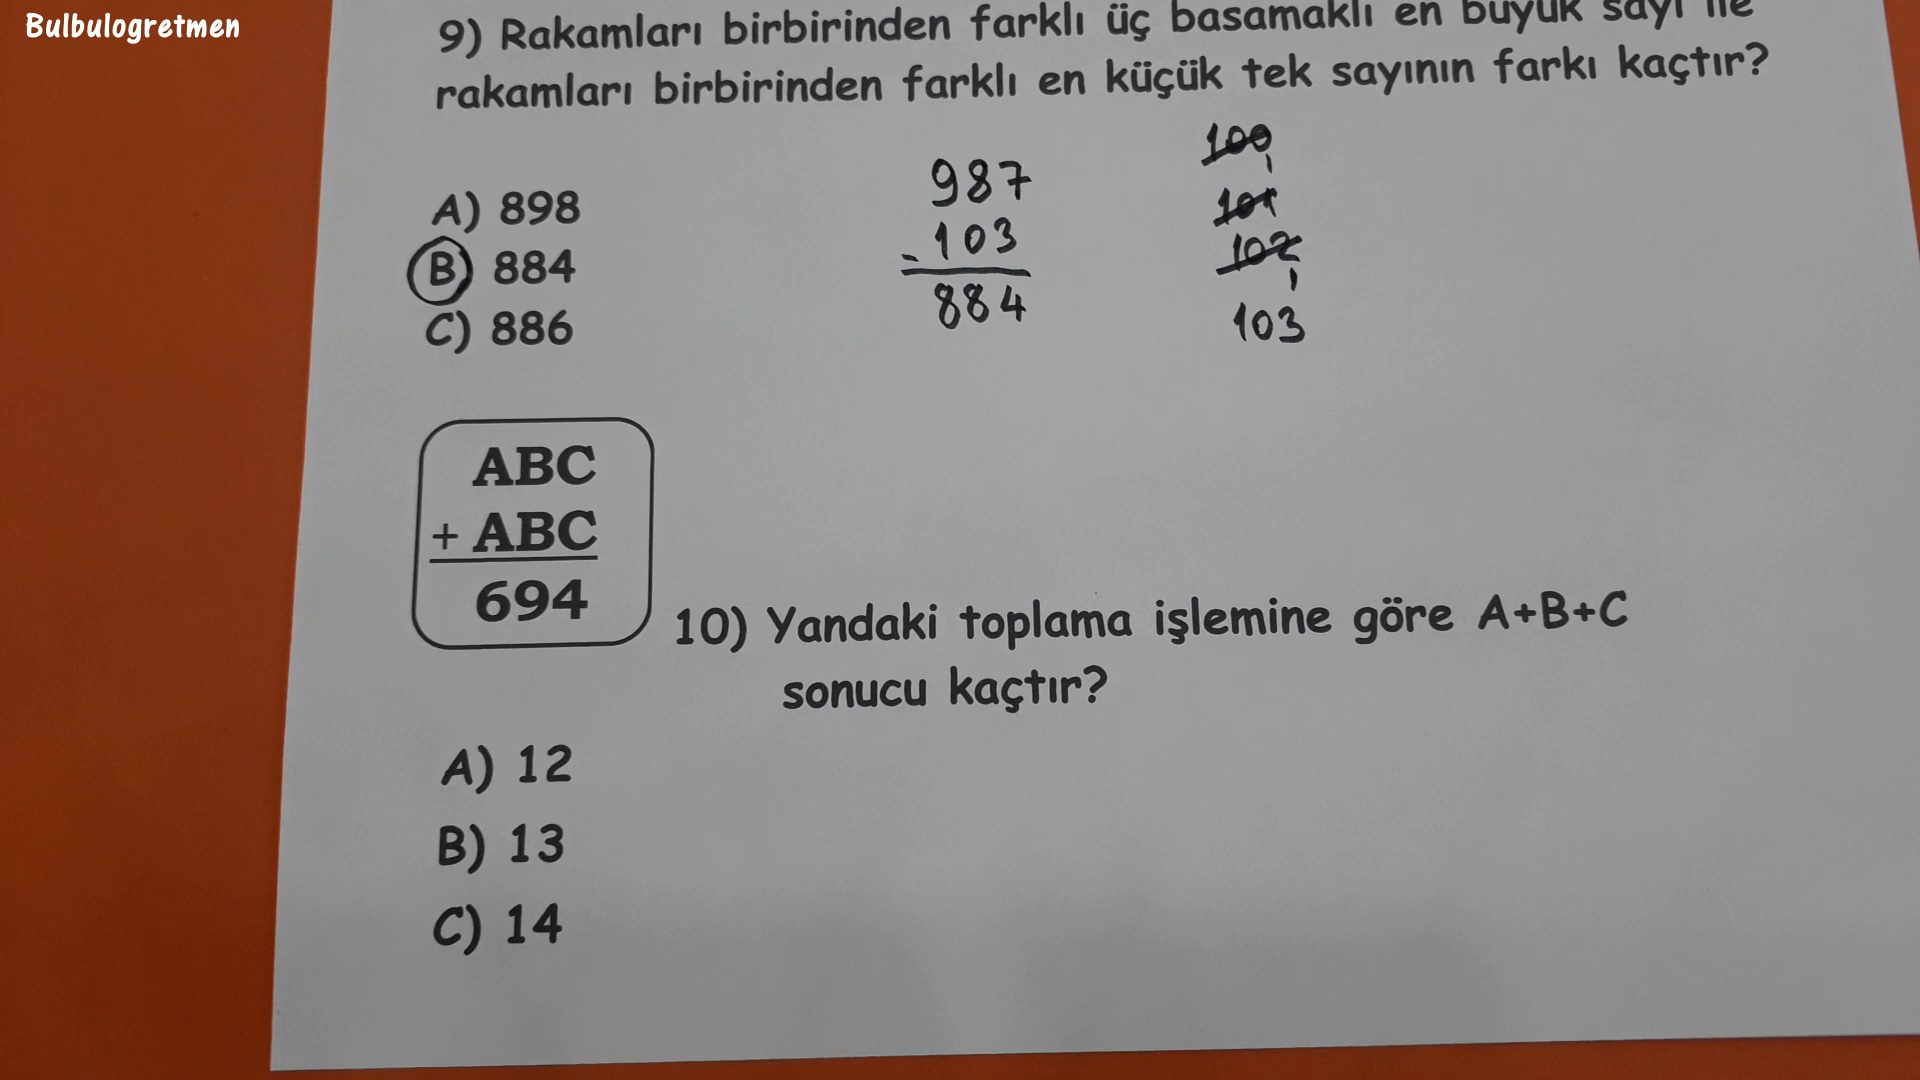 Bulbulogretmen
9) Rakamları birbirinden farklı üç basamaklı en büyük sayı ile
rakamları birbirinden farklı en küçük tek sayının farkı kaçtır?
A) 898
B) 884
C) 886
987
- 103
884
100
101
102
103
ABC
+ ABC
694
10) Yandaki toplama işlemine göre A+B+C
sonucu kaçtır?
A) 12
B) 13
C) 14